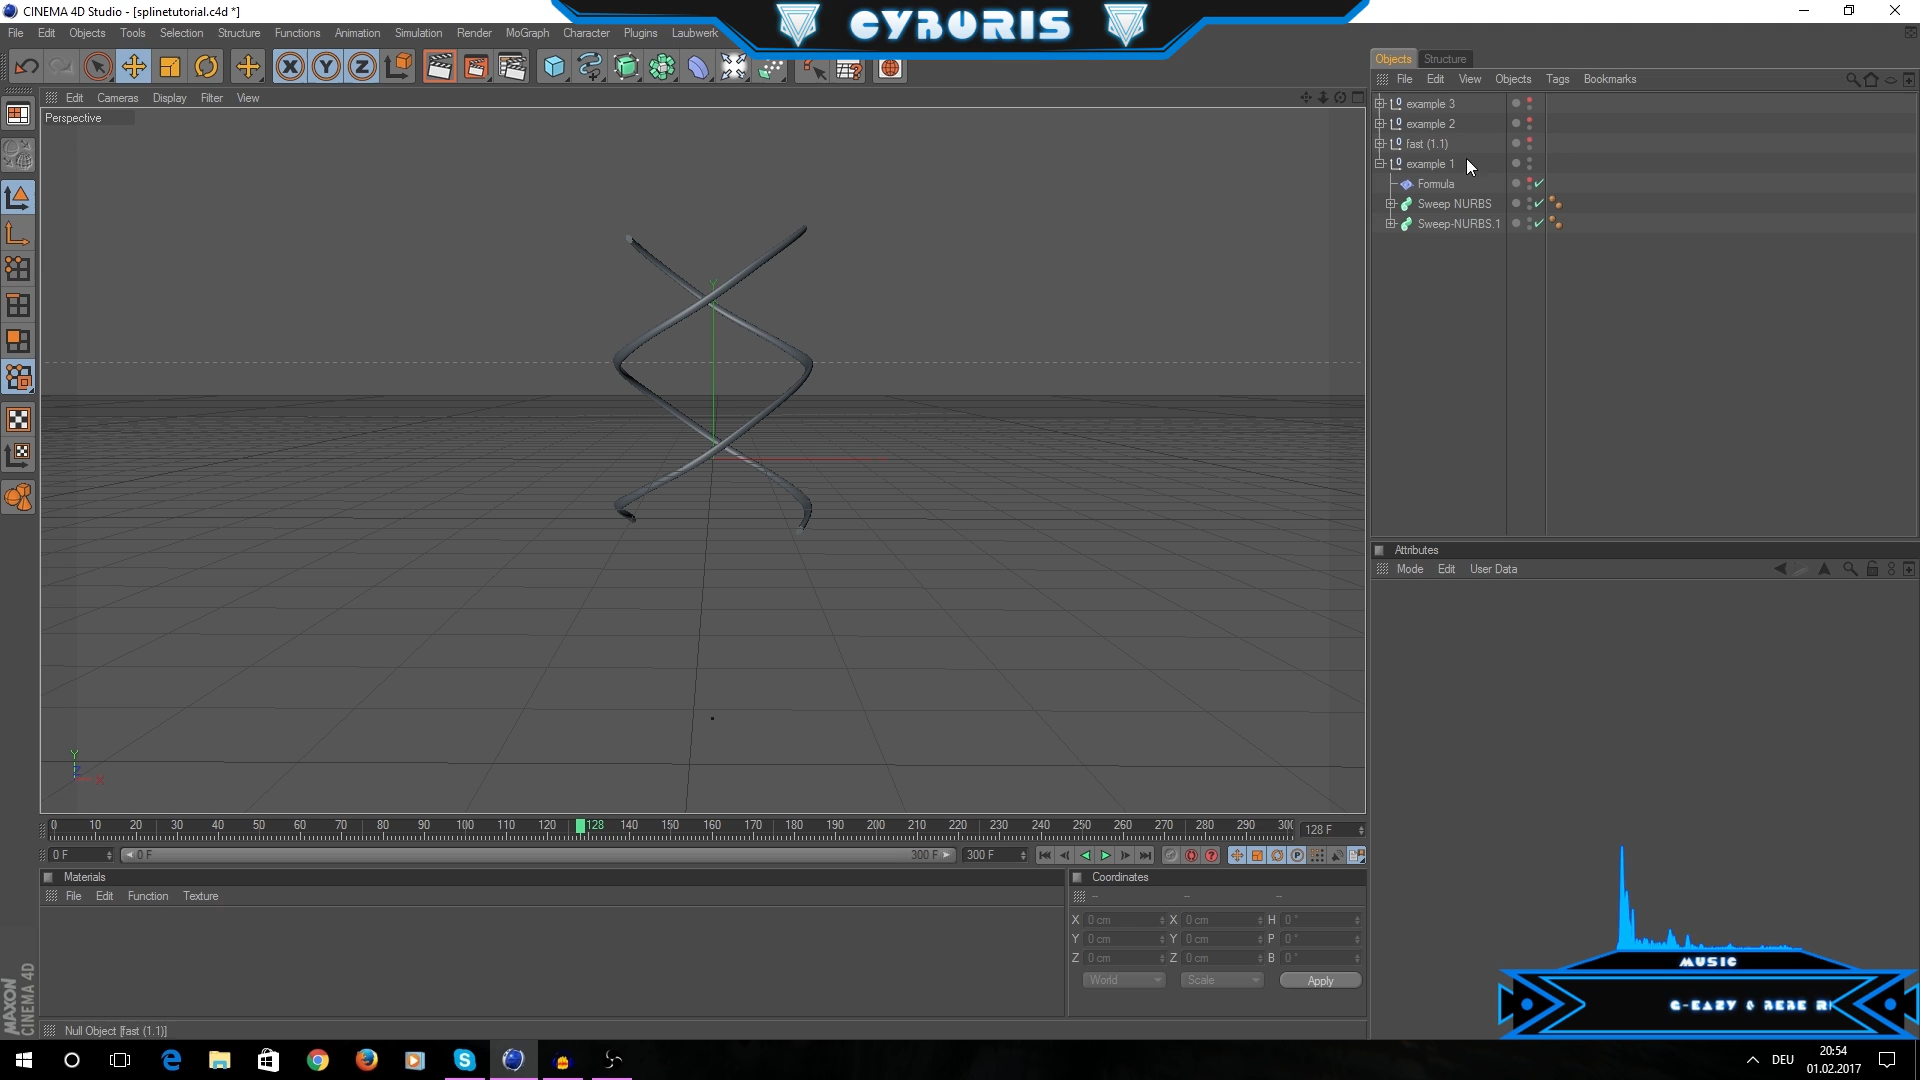 CINEMA 4D Studio - [splinetutorial.c4d *]
CYBORIS
File Edit Objects Tools Selection Structure Functions Animation Simulation Render MoGraph Character Plugins Laubwerk
X Y Z
Edit Cameras Display Filter View
Perspective
Y
Y
Z
X
Objects Structure
File Edit View Objects Tags Bookmarks
example 3
example 2
fast (1.1)
example 1
Formula
Sweep NURBS
Sweep-NURBS.1
Attributes
Mode Edit User Data
0 10 20 30 40 50 60 70 80 90 100 110 120 128 140 150 160 170 180 190 200 210 220 230 240 250 260 270 280 290 300 128 F
0 F 0 F 300 F 300 F
Materials
File Edit Function Texture
Coordinates
-- -- --
X 0 cm X 0 cm H 0 °
Y 0 cm Y 0 cm P 0 °
Z 0 cm Z 0 cm B 0 °
World Scale Apply
MAXON
CINEMA 4D
Null Object [fast (1.1)]
MUSIC
G-EAZY & BEBE R
DEU
20:54
01.02.2017